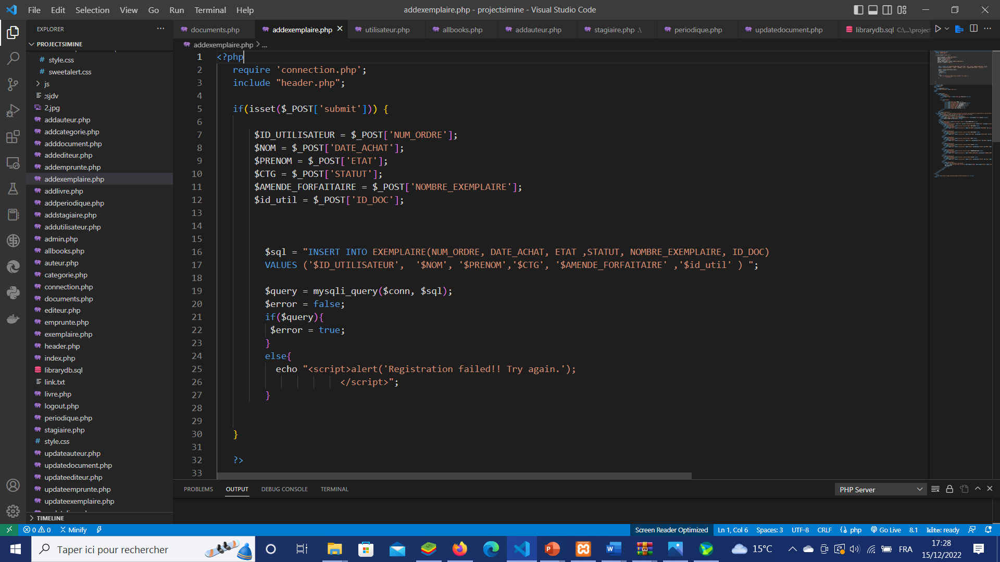 File Edit Selection View Go Run Terminal Help
addexemplaire.php - projectsimine - Visual Studio Code
EXPLORER
documents.php
addexemplaire.php
utilisateur.php
allbooks.php
addauteur.php
stagiaire.php .\
periodique.php
updatedocument.php
librarydb.sql C:\...\project
PROJECTSIMINE
style.css
sweetalert.css
js
;sjdv
2.jpg
addauteur.php
addcategorie.php
adddocument.php
addediteur.php
addemprunte.php
addexemplaire.php
addlivre.php
addperiodique.php
addstagiaire.php
addutilisateur.php
admin.php
allbooks.php
auteur.php
categorie.php
connection.php
documents.php
editeur.php
emprunte.php
exemplaire.php
header.php
index.php
librarydb.sql
link.txt
livre.php
logout.php
periodique.php
stagiaire.php
style.css
updateauteur.php
updatedocument.php
updateediteur.php
updateemprunte.php
updateexemplaire.php
TIMELINE
addexemplaire.php > ...
1 <?php
2 require 'connection.php';
3 include "header.php";
4
5 if(isset($_POST['submit'])) {
6
7 $ID_UTILISATEUR = $_POST['NUM_ORDRE'];
8 $NOM = $_POST['DATE_ACHAT'];
9 $PRENOM = $_POST['ETAT'];
10 $CTG = $_POST['STATUT'];
11 $AMENDE_FORFAITAIRE = $_POST['NOMBRE_EXEMPLAIRE'];
12 $id_util = $_POST['ID_DOC'];
13
14
15
16 $sql = "INSERT INTO EXEMPLAIRE(NUM_ORDRE, DATE_ACHAT, ETAT ,STATUT, NOMBRE_EXEMPLAIRE, ID_DOC)
17 VALUES ('$ID_UTILISATEUR',  '$NOM', '$PRENOM','$CTG', '$AMENDE_FORFAITAIRE' ,'$id_util' ) ";
18
19 $query = mysqli_query($conn, $sql);
20 $error = false;
21 if($query){
22 $error = true;
23 }
24 else{
25 echo "<script>alert('Registration failed!! Try again.');
26 </script>";
27 }
28
29
30 }
31
32 ?>
33
PROBLEMS OUTPUT DEBUG CONSOLE TERMINAL
PHP Server
0 0 Minify
Screen Reader Optimized Ln 1, Col 6 Spaces: 3 UTF-8 CRLF php Go Live 8.1 kite: ready
Taper ici pour rechercher
15°C
FRA
17:28
15/12/2022